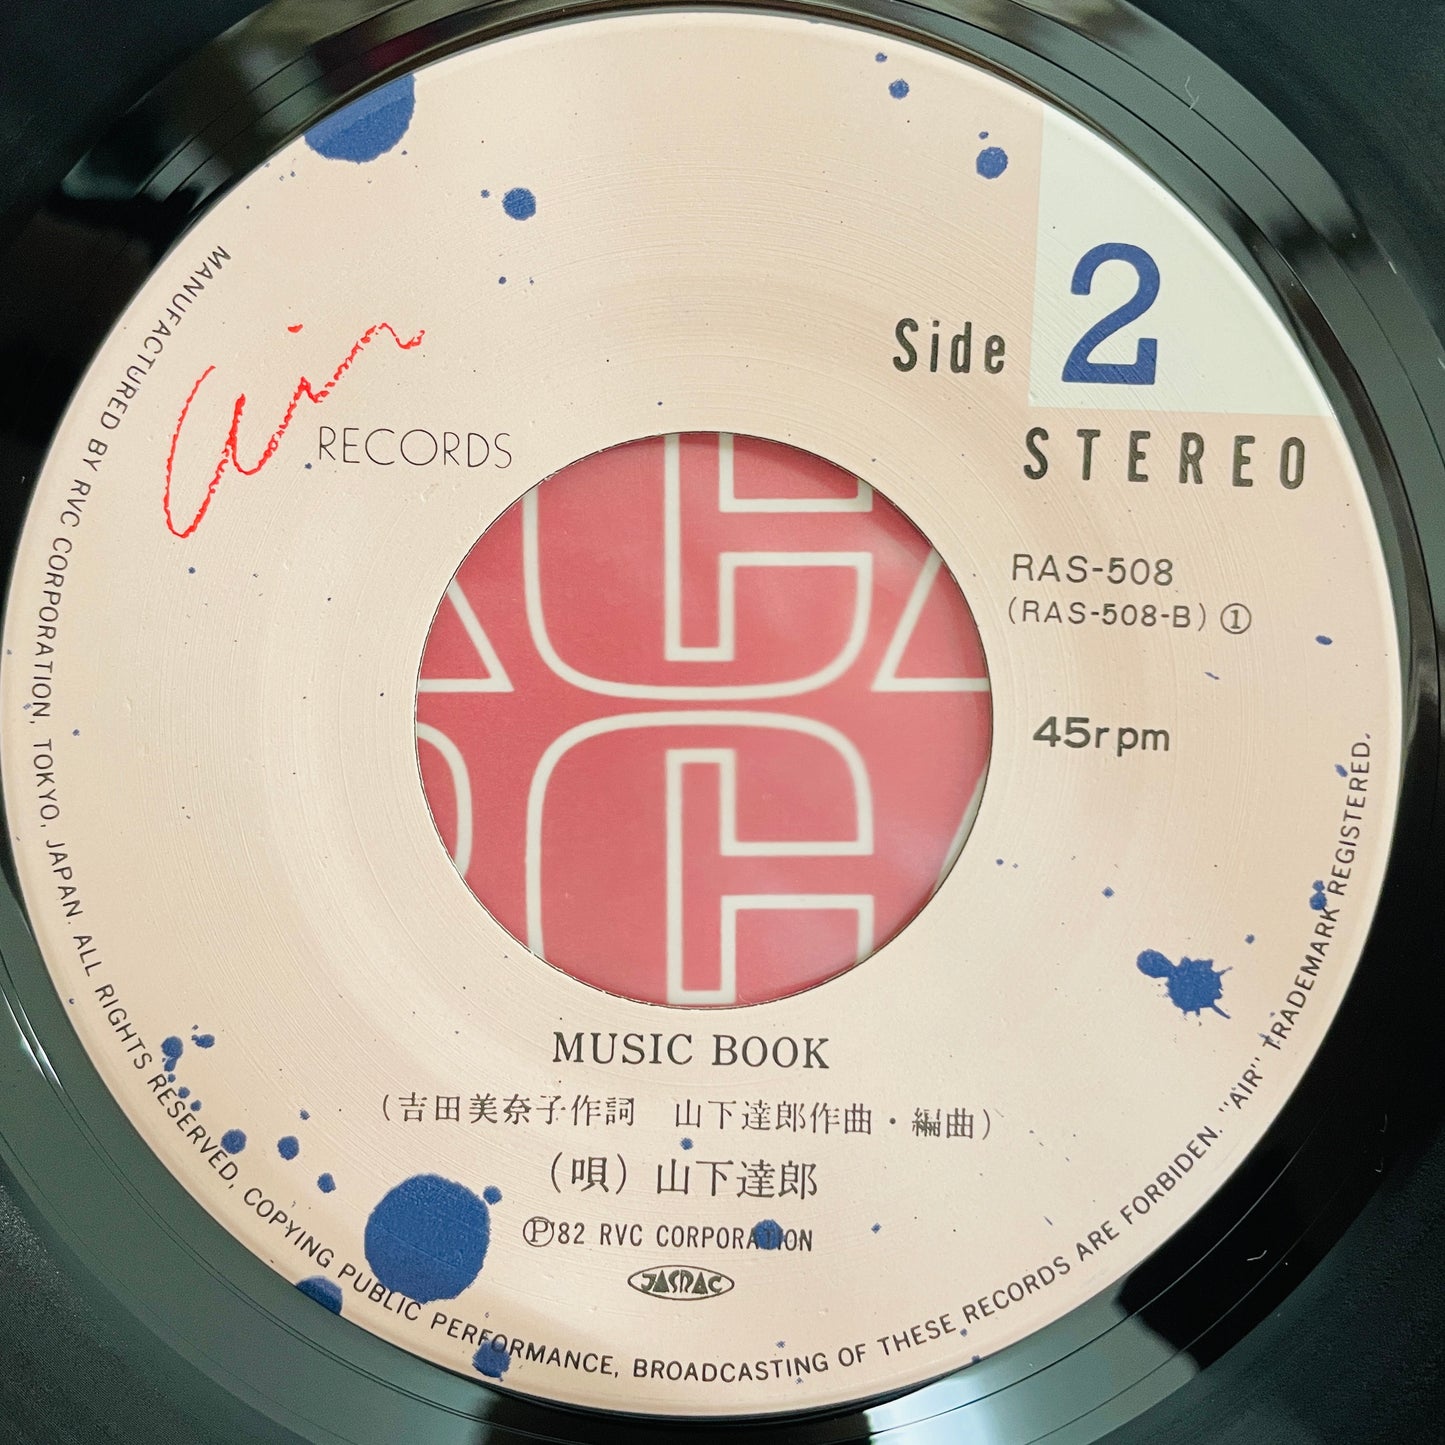 Side 2
STEREO
Air
RECORDS
RAS-508
(RAS-508-B) ①
45rpm
MUSIC BOOK
(吉田美奈子作詞　山下達郎作曲・編曲)
(唄) 山下達郎
Ⓟ'82 RVC CORPORATION
JASRAC
MANUFACTURED BY RVC CORPORATION, TOKYO, JAPAN. ALL RIGHTS RESERVED, COPYING PUBLIC PERFORMANCE, BROADCASTING OF THESE RECORDS ARE FORBIDEN. "AIR" TRADEMARK REGISTERED.